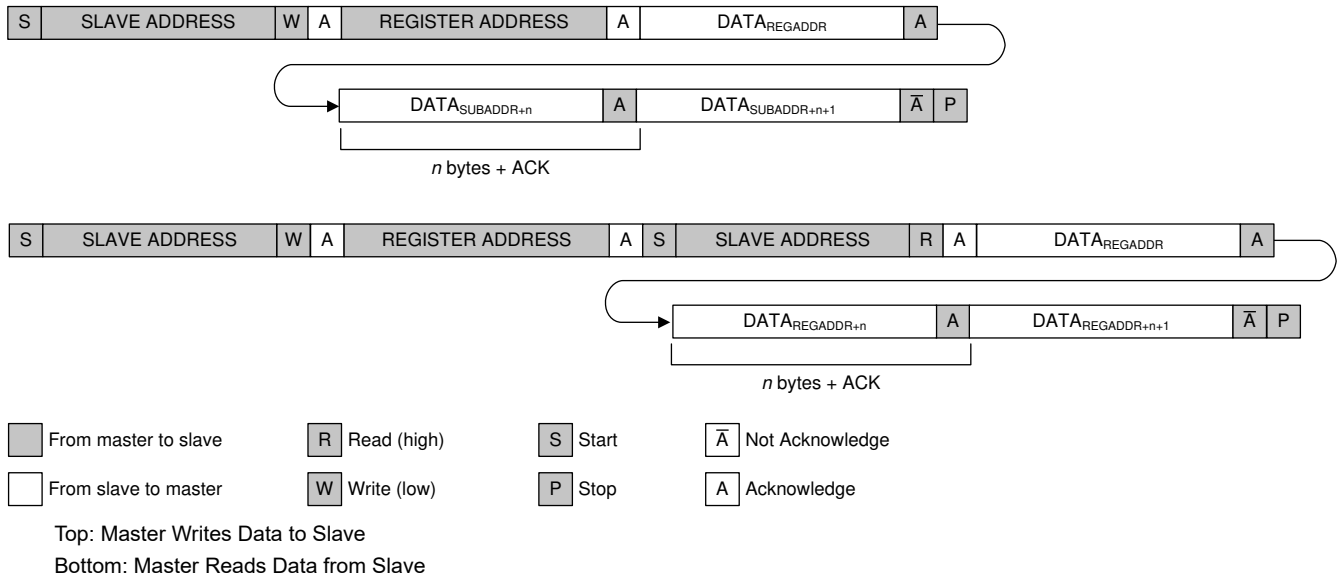 S SLAVE ADDRESS W A REGISTER ADDRESS A DATAREGADDR A
DATASUBADDR+n A DATASUBADDR+n+1 A̅ P
n bytes + ACK
S SLAVE ADDRESS W A REGISTER ADDRESS A S SLAVE ADDRESS R A DATAREGADDR A
DATAREGADDR+n A DATAREGADDR+n+1 A̅ P
n bytes + ACK
From master to slave R Read (high) S Start A̅ Not Acknowledge
From slave to master W Write (low) P Stop A Acknowledge
Top: Master Writes Data to Slave
Bottom: Master Reads Data from Slave